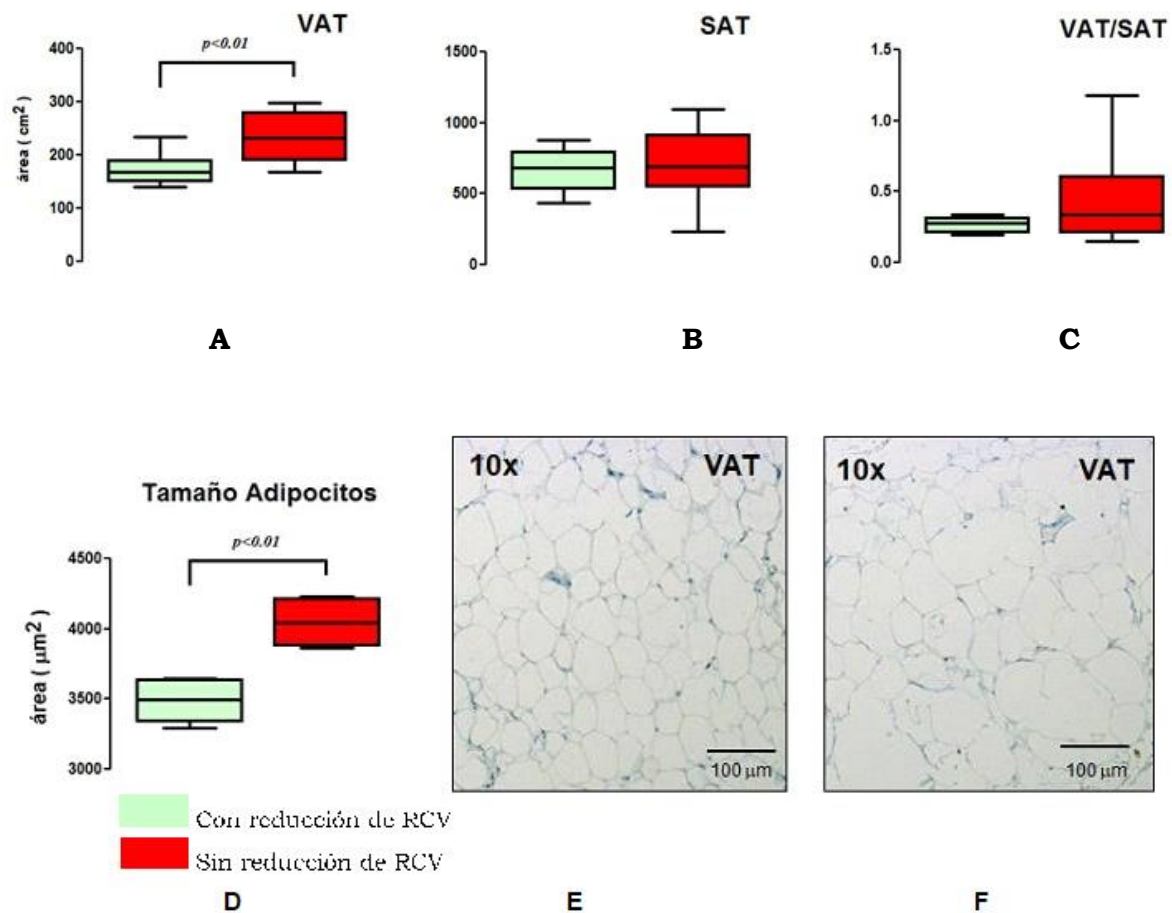 VAT
p<0.01
400
300
200
100
0
área ( cm²)
A
SAT
1500
1000
500
0
B
VAT/SAT
1.5
1.0
0.5
0.0
C
Tamaño Adipocitos
p<0.01
4500
4000
3500
3000
área ( µm²)
Con reducción de RCV
Sin reducción de RCV
D
10x VAT
100 µm
E
10x VAT
100 µm
F